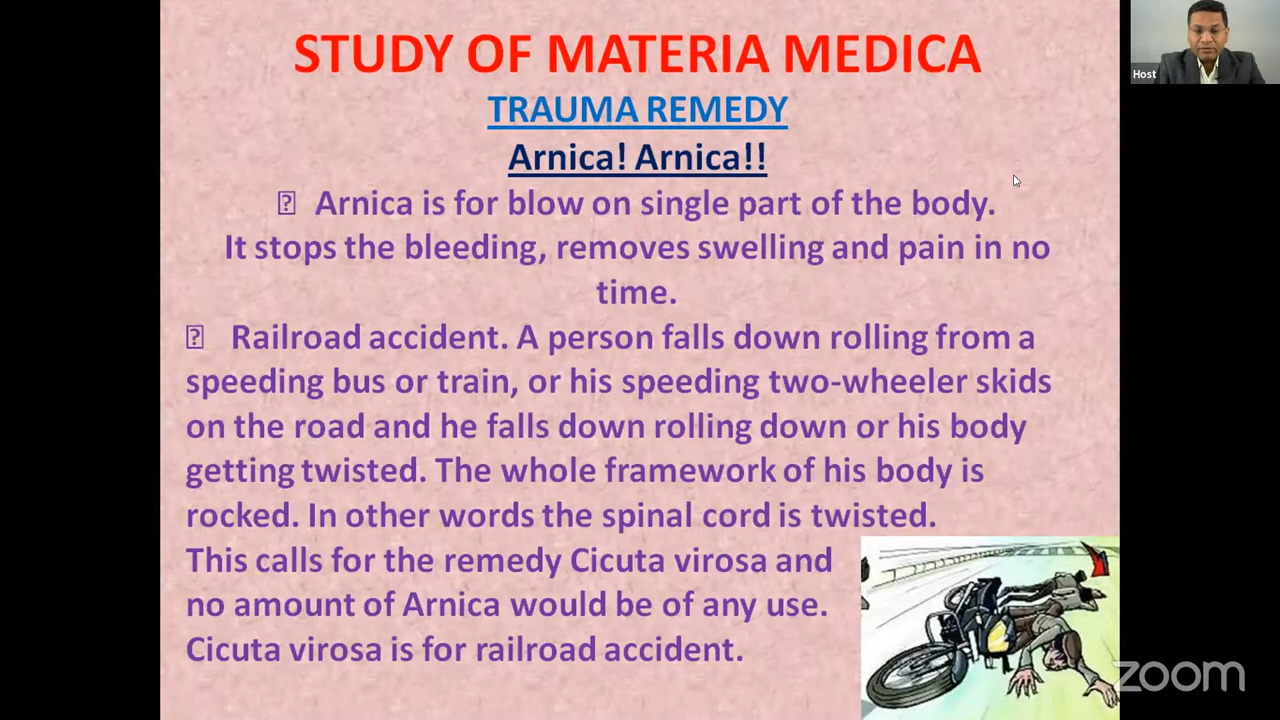 STUDY OF MATERIA MEDICA
Host
TRAUMA REMEDY
Arnica! Arnica!!
Arnica is for blow on single part of the body.
It stops the bleeding, removes swelling and pain in no
time.
Railroad accident. A person falls down rolling from a
speeding bus or train, or his speeding two-wheeler skids
on the road and he falls down rolling down or his body
getting twisted. The whole framework of his body is
rocked. In other words the spinal cord is twisted.
This calls for the remedy Cicuta virosa and
no amount of Arnica would be of any use.
Cicuta virosa is for railroad accident.
zoom